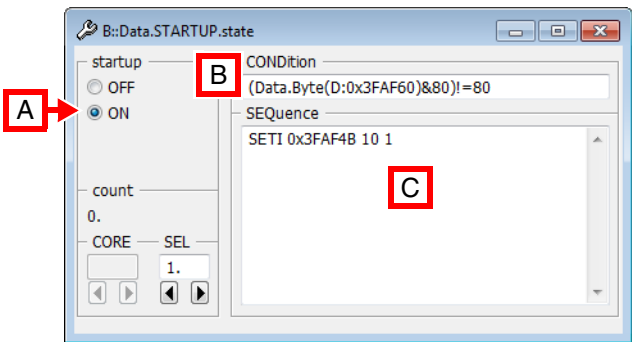 B::Data.STARTUP.state
startup
OFF
ON
A
B
CONDition
(Data.Byte(D:0x3FAF60)&80)!=80
SEQuence
SETI 0x3FAF4B 10 1
C
count
0.
CORE SEL
1.